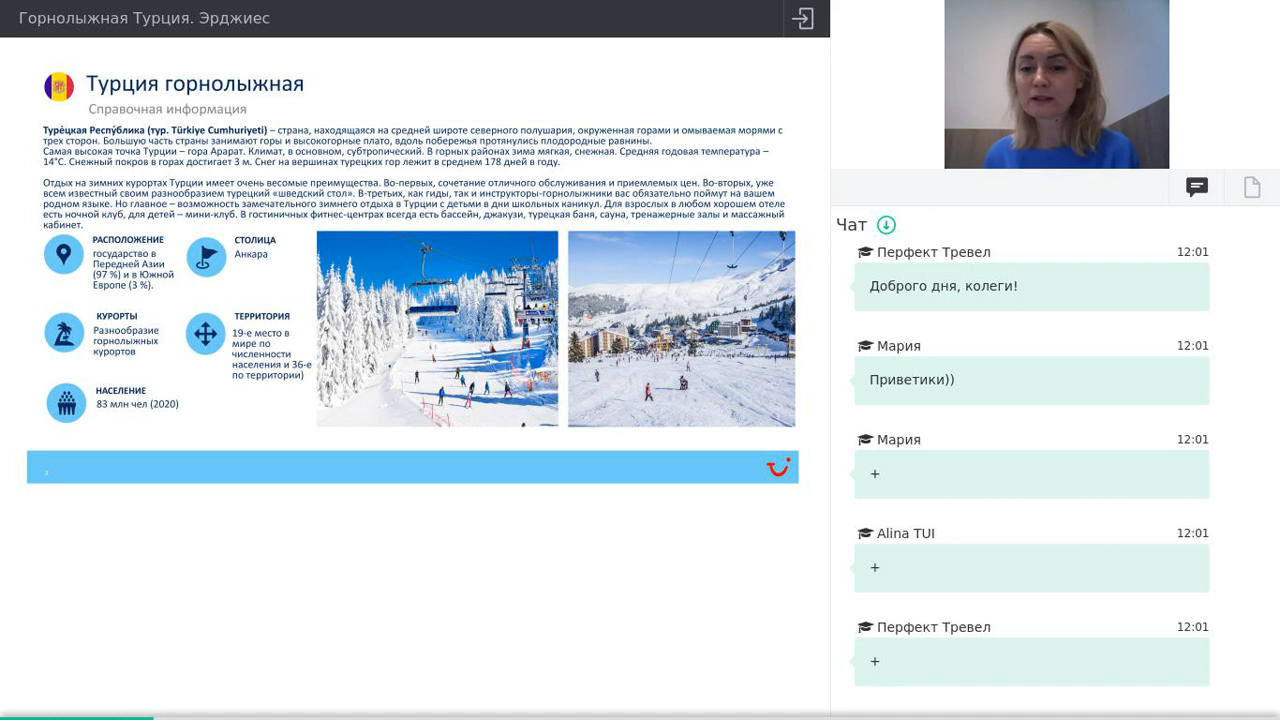 Горнолыжная Турция. Эрджиес
Турция горнолыжная
Справочная информация
Туре́цкая Респу́блика (тур. Türkiye Cumhuriyeti) – страна, находящаяся на средней широте северного полушария, окруженная горами и омываемая морями с
трех сторон. Большую часть страны занимают горы и высокогорные плато, вдоль побережья протянулись плодородные равнины.
Самая высокая точка Турции – гора Арарат. Климат, в основном, субтропический. В горных районах зима мягкая, снежная. Средняя годовая температура –
14°C. Снежный покров в горах достигает 3 м. Снег на вершинах турецких гор лежит в среднем 178 дней в году.
Отдых на зимних курортах Турции имеет очень весомые преимущества. Во-первых, сочетание отличного обслуживания и приемлемых цен. Во-вторых, уже
всем известный своим разнообразием турецкий «шведский стол». В-третьих, как гиды, так и инструкторы-горнолыжники вас обязательно поймут на вашем
родном языке. Но главное – возможность замечательного зимнего отдыха в Турции с детьми в дни школьных каникул. Для взрослых в любом хорошем отеле
есть ночной клуб, для детей – мини-клуб. В гостиничных фитнес-центрах всегда есть бассейн, джакузи, турецкая баня, сауна, тренажерные залы и массажный
кабинет.
РАСПОЛОЖЕНИЕ
государство в
Передней Азии
(97 %) и в Южной
Европе (3 %).
СТОЛИЦА
Анкара
КУРОРТЫ
Разнообразие
горнолыжных
курортов
ТЕРРИТОРИЯ
19-е место в
мире по
численности
населения и 36-е
по территории)
НАСЕЛЕНИЕ
83 млн чел (2020)
Чат
Перфект Тревел 12:01
Доброго дня, колеги!
Мария 12:01
Приветики))
Мария 12:01
+
Alina TUI 12:01
+
Перфект Тревел 12:01
+